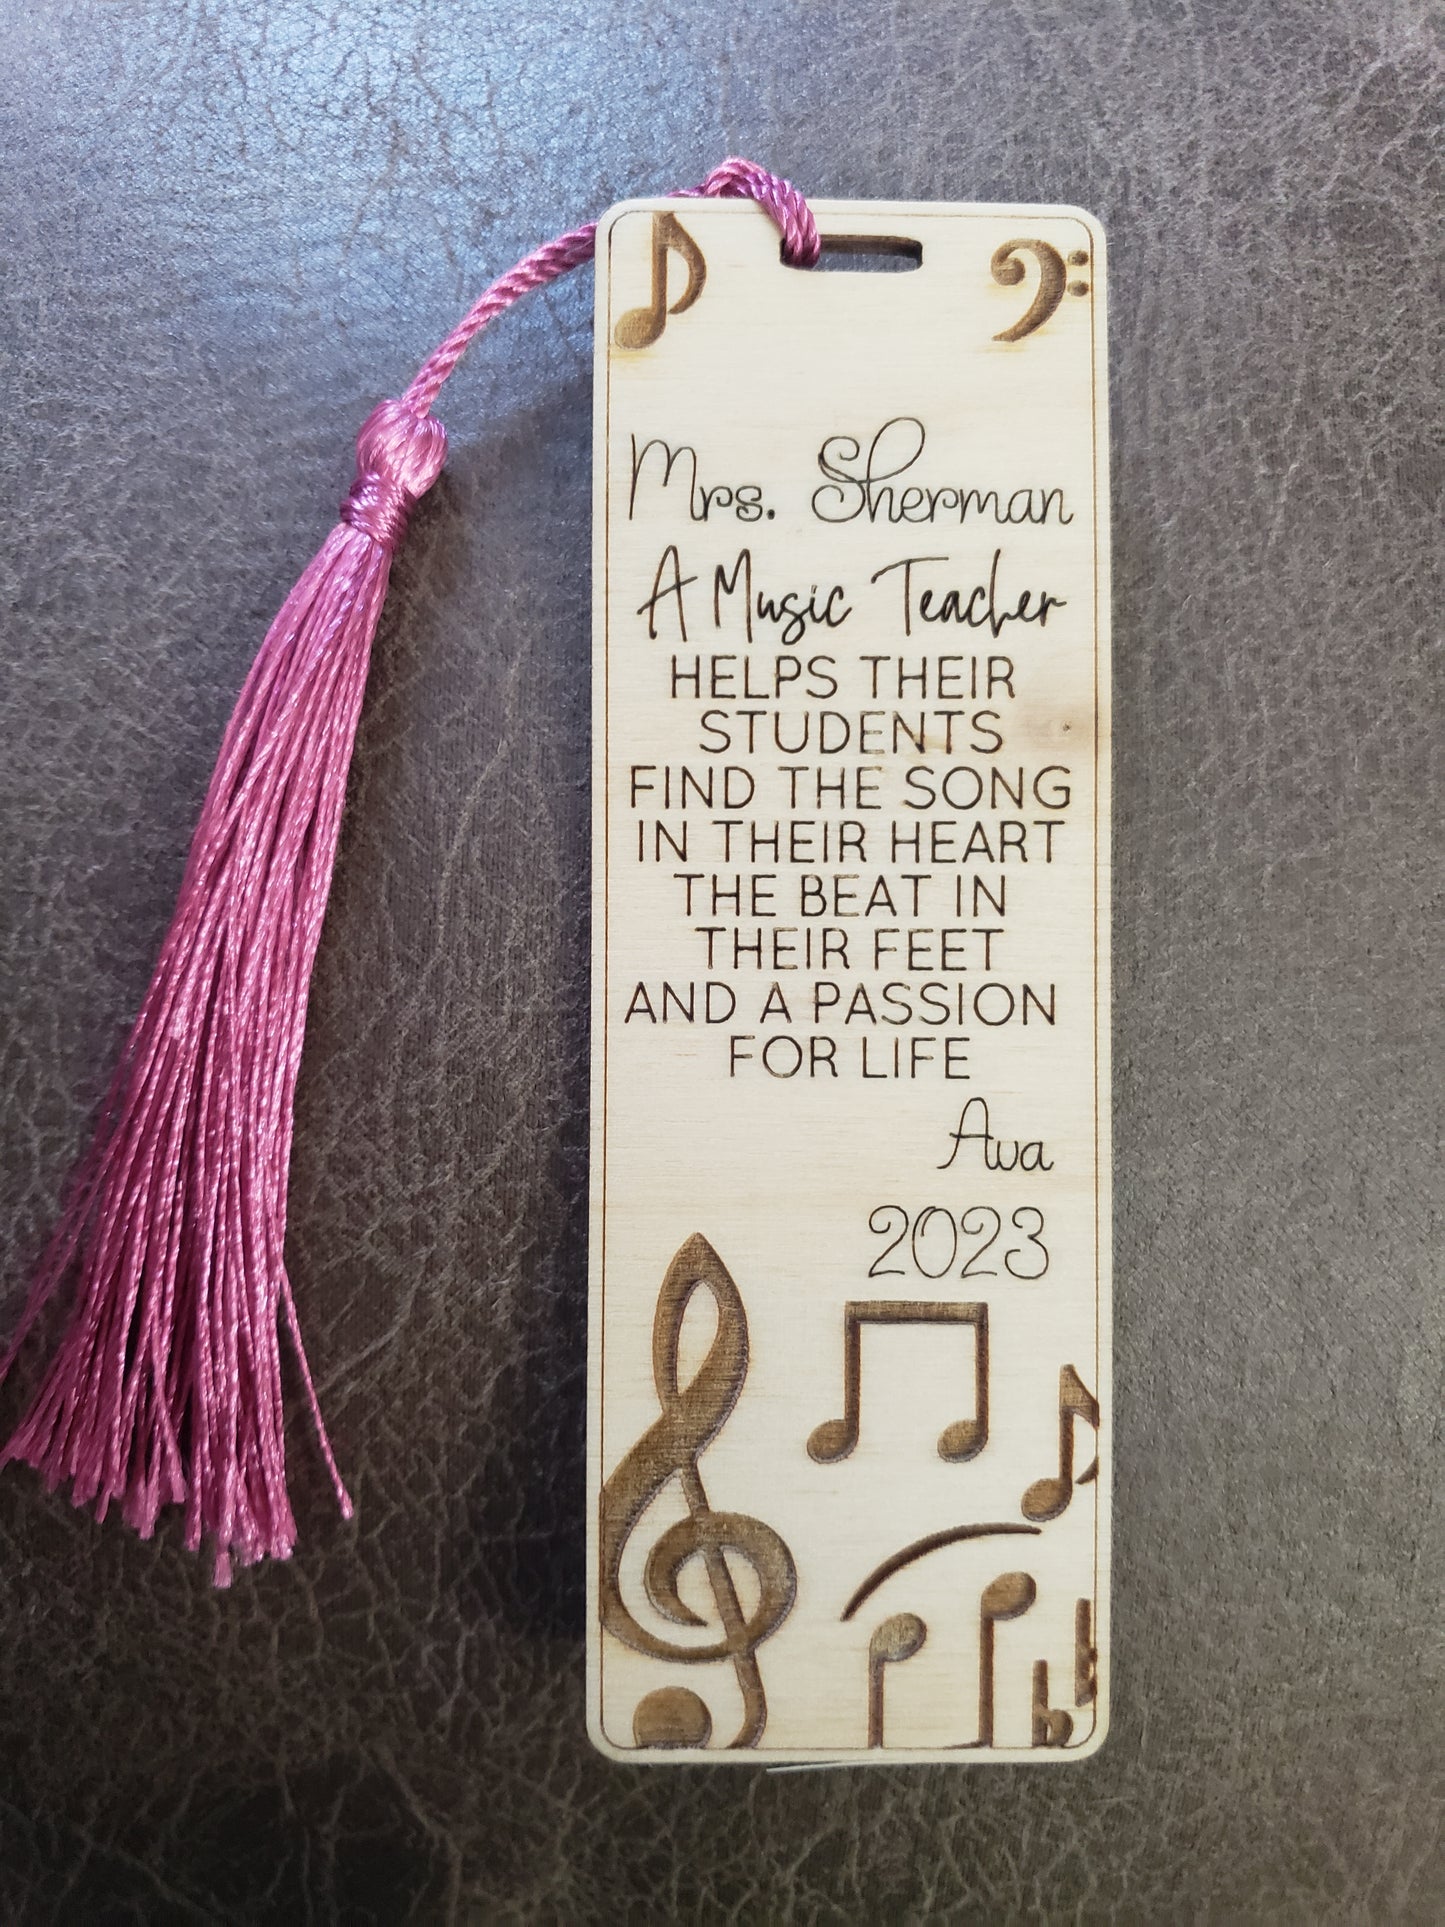 Mrs. Sherman
A Music Teacher
HELPS THEIR
STUDENTS
FIND THE SONG
IN THEIR HEART
THE BEAT IN
THEIR FEET
AND A PASSION
FOR LIFE
Ava
2023